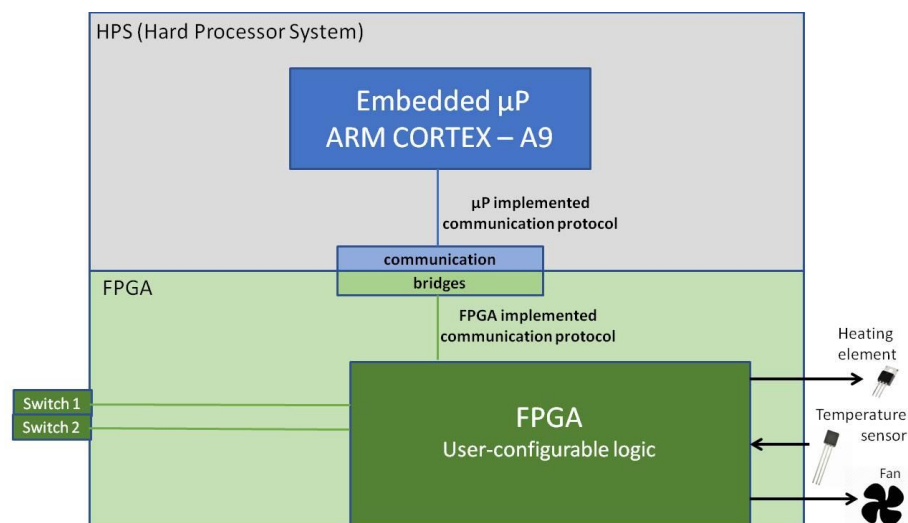 HPS (Hard Processor System)
Embedded μP
ARM CORTEX – A9
μP implemented
communication protocol
communication
bridges
FPGA
FPGA implemented
communication protocol
Heating
element
Switch 1
Switch 2
FPGA
User-configurable logic
Temperature
sensor
Fan